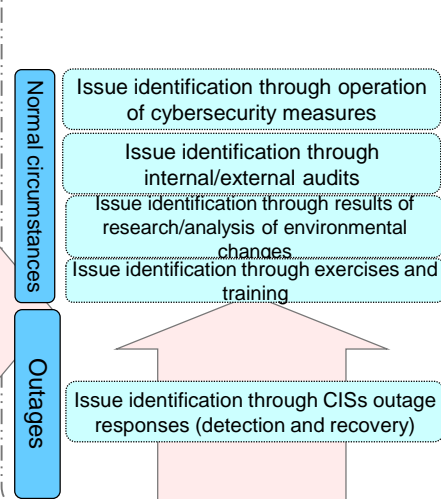 Normal circumstances
Issue identification through operation
of cybersecurity measures
Issue identification through
internal/external audits
Issue identification through results of
research/analysis of environmental
changes
Issue identification through exercises and
training
Outages
Issue identification through CISs outage
responses (detection and recovery)